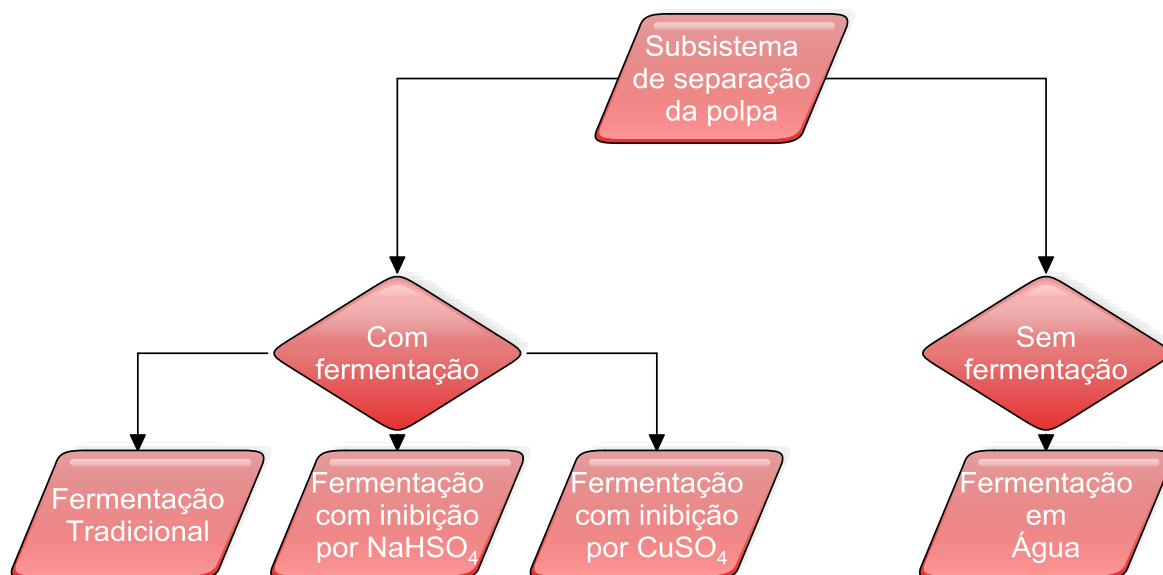 Subsistema
de separação
da polpa
Com
fermentação
Sem
fermentação
Fermentação
Tradicional
Fermentação
com inibição
por NaHSO₄
Fermentação
com inibição
por CuSO₄
Fermentação
em
Água